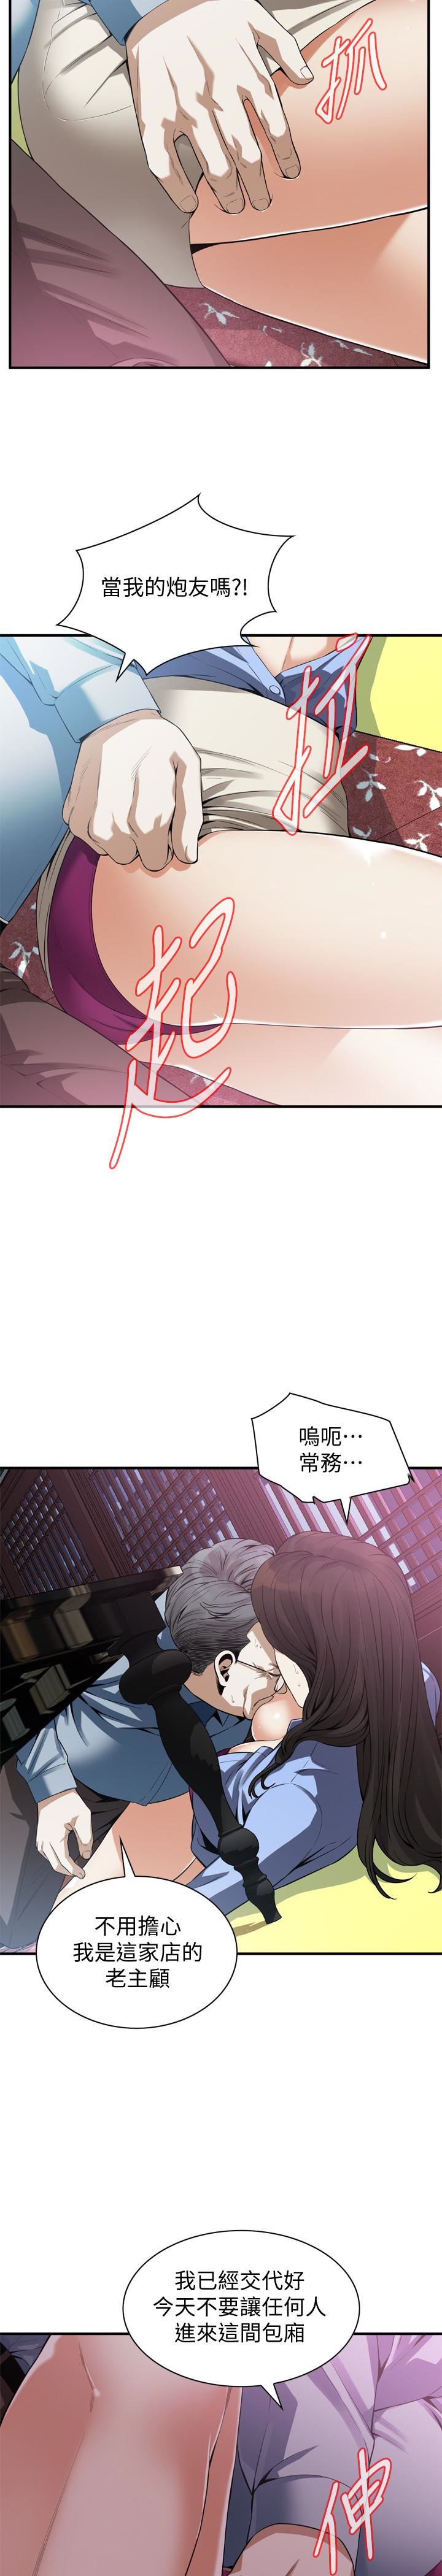 抓
當我的炮友嗎?!
拉
起
嗚呃⋯
常務⋯
不用擔心
我是這家店的
老主顧
我已經交代好
今天不要讓任何人
進來這間包廂
伸